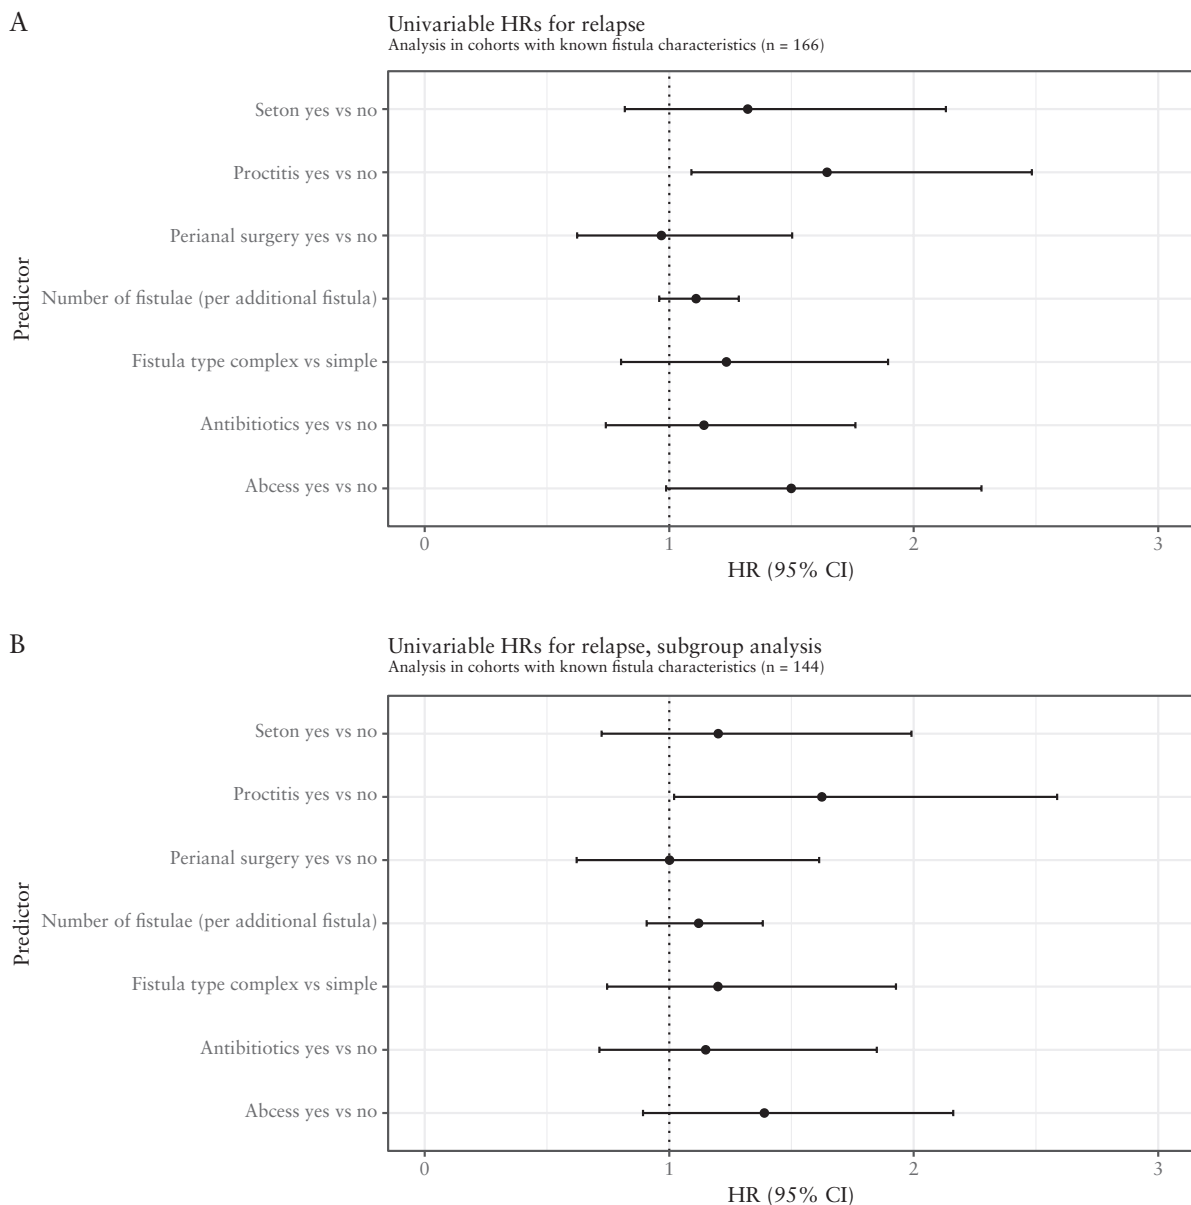 A
Univariable HRs for relapse
Analysis in cohorts with known fistula characteristics (n = 166)
Predictor
Seton yes vs no
Proctitis yes vs no
Perianal surgery yes vs no
Number of fistulae (per additional fistula)
Fistula type complex vs simple
Antibitiotics yes vs no
Abcess yes vs no
0 1 2 3
HR (95% CI)
B
Univariable HRs for relapse, subgroup analysis
Analysis in cohorts with known fistula characteristics (n = 144)
Predictor
Seton yes vs no
Proctitis yes vs no
Perianal surgery yes vs no
Number of fistulae (per additional fistula)
Fistula type complex vs simple
Antibitiotics yes vs no
Abcess yes vs no
0 1 2 3
HR (95% CI)